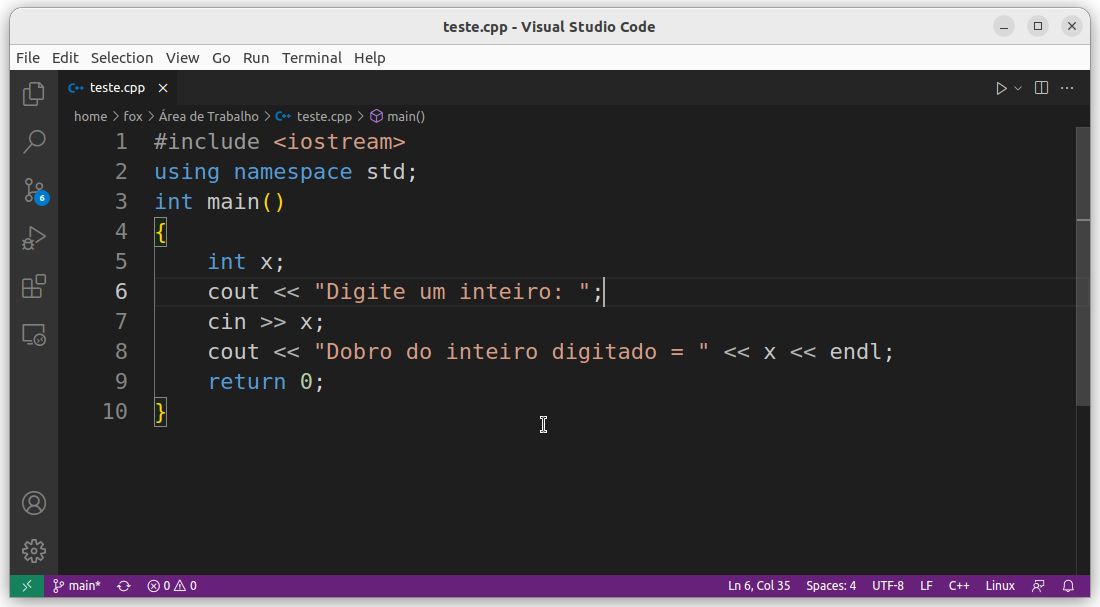 teste.cpp - Visual Studio Code
File Edit Selection View Go Run Terminal Help
C++ teste.cpp
home > fox > Área de Trabalho > C++ teste.cpp > main()
1 #include <iostream>
2 using namespace std;
3 int main()
4 {
5     int x;
6     cout << "Digite um inteiro: ";
7     cin >> x;
8     cout << "Dobro do inteiro digitado = " << x << endl;
9     return 0;
10 }
6
main* 0 0 Ln 6, Col 35 Spaces: 4 UTF-8 LF C++ Linux